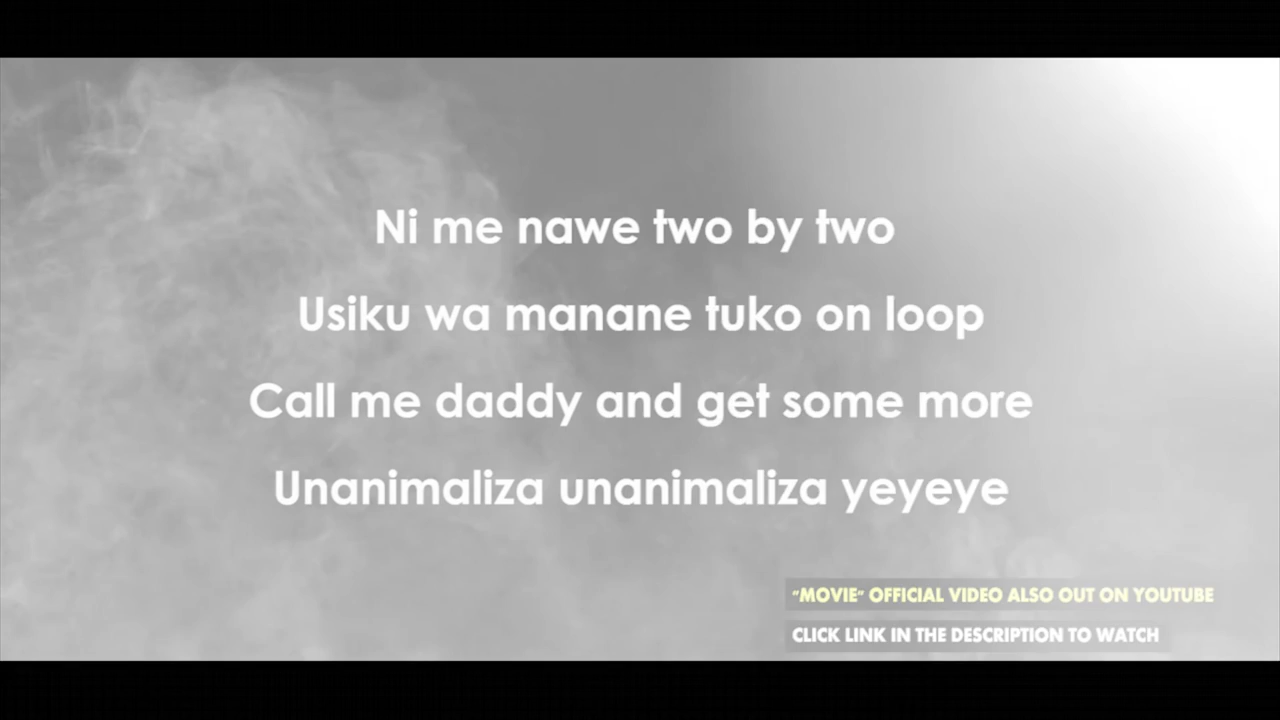 Ni me nawe two by two
Usiku wa manane tuko on loop
Call me daddy and get some more
Unanimaliza unanimaliza yeyeye
"MOVIE" OFFICIAL VIDEO ALSO OUT ON YOUTUBE
CLICK LINK IN THE DESCRIPTION TO WATCH